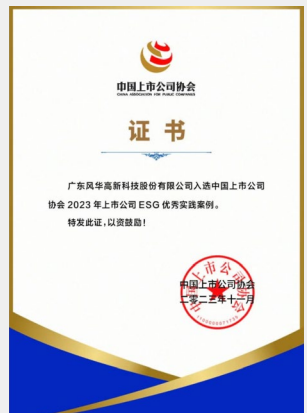 中国上市公司协会
CHINA ASSOCIATION FOR PUBLIC COMPANIES
证书
广东风华高新科技股份有限公司入选中国上市公司
协会 2023 年上市公司 ESG 优秀实践案例。
特发此证,以资鼓励!
中国上市公司协会
二零二三年十一月